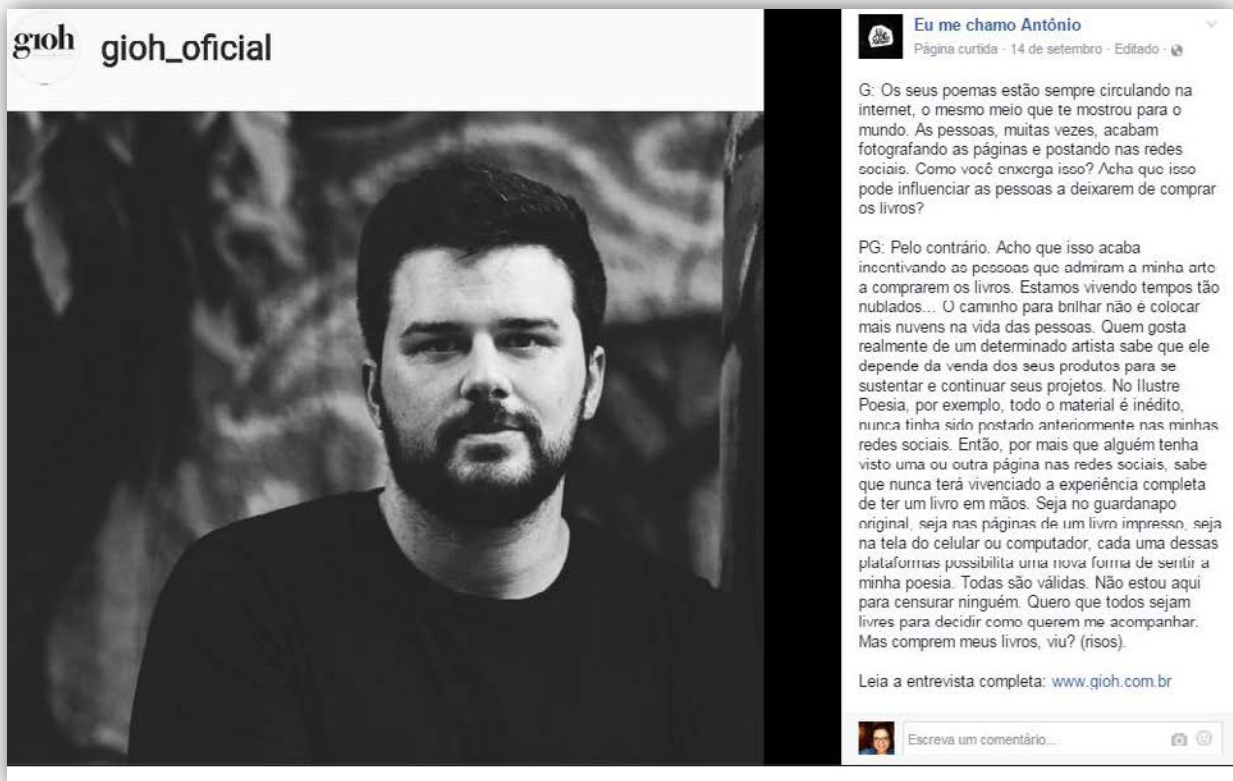 gioh
gioh_oficial
Eu me chamo Antônio
Página curtida · 14 de setembro · Editado ·
G: Os seus poemas estão sempre circulando na
internet, o mesmo meio que te mostrou para o
mundo. As pessoas, muitas vezes, acabam
fotografando as páginas e postando nas redes
sociais. Como você enxerga isso? Acha que isso
pode influenciar as pessoas a deixarem de comprar
os livros?
PG: Pelo contrário. Acho que isso acaba
incentivando as pessoas que admiram a minha arte
a comprarem os livros. Estamos vivendo tempos tão
nublados... O caminho para brilhar não é colocar
mais nuvens na vida das pessoas. Quem gosta
realmente de um determinado artista sabe que ele
depende da venda dos seus produtos para se
sustentar e continuar seus projetos. No Ilustre
Poesia, por exemplo, todo o material é inédito,
nunca tinha sido postado anteriormente nas minhas
redes sociais. Então, por mais que alguém tenha
visto uma ou outra página nas redes sociais, sabe
que nunca terá vivenciado a experiência completa
de ter um livro em mãos. Seja no guardanapo
original, seja nas páginas de um livro impresso, seja
na tela do celular ou computador, cada uma dessas
plataformas possibilita uma nova forma de sentir a
minha poesia. Todas são válidas. Não estou aqui
para censurar ninguém. Quero que todos sejam
livres para decidir como querem me acompanhar.
Mas comprem meus livros, viu? (risos).
Leia a entrevista completa: www.gioh.com.br
Escreva um comentário...